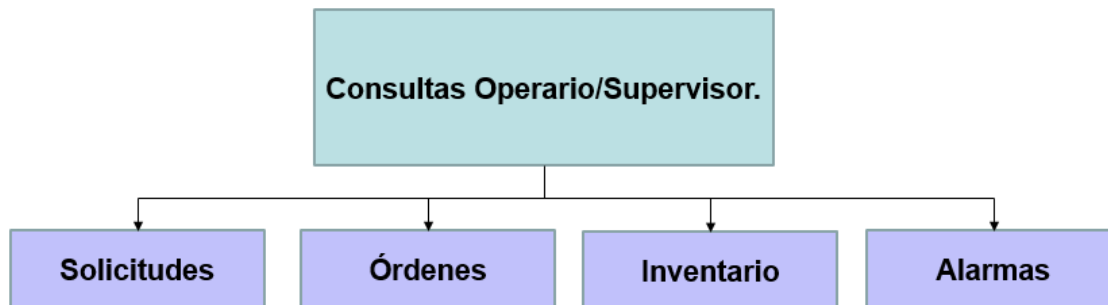 Consultas Operario/Supervisor.
Solicitudes
Órdenes
Inventario
Alarmas